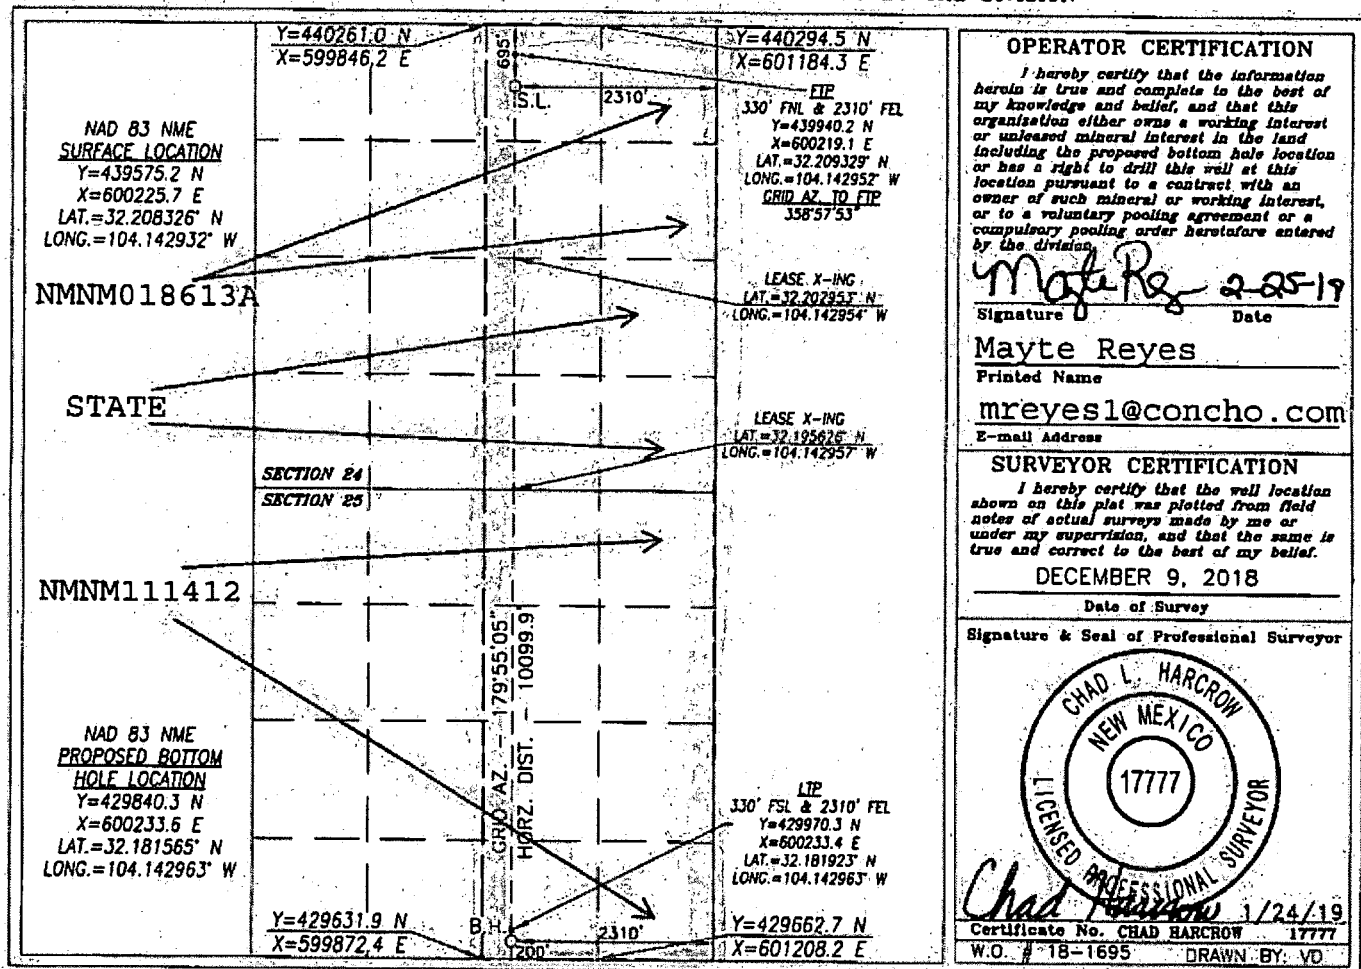 Y=440261.0 N
X=599846.2 E
695'
S.L.
2310'
Y=440294.5 N
X=601184.3 E
FTP
330' FNL & 2310' FEL
Y=439940.2 N
X=600219.1 E
LAT.=32.209329° N
LONG.=104.142952° W
GRID AZ. TO FTP
358°57'53"
NAD 83 NME
SURFACE LOCATION
Y=439575.2 N
X=600225.7 E
LAT.=32.208326° N
LONG.=104.142932° W
NMNM018613A
LEASE X-ING
LAT.=32.202953° N
LONG.=104.142954° W
STATE
LEASE X-ING
LAT.=32.195626° N
LONG.=104.142957° W
SECTION 24
SECTION 25
NMNM111412
GRID AZ. - 179°55'05"
HORZ. DIST. - 10099.9'
NAD 83 NME
PROPOSED BOTTOM
HOLE LOCATION
Y=429840.3 N
X=600233.6 E
LAT.=32.181565° N
LONG.=104.142963° W
LTP
330' FSL & 2310' FEL
Y=429970.3 N
X=600233.4 E
LAT.=32.181923° N
LONG.=104.142963° W
Y=429631.9 N
X=599872.4 E
B.H.
200'
2310'
Y=429662.7 N
X=601208.2 E
OPERATOR CERTIFICATION
I hereby certify that the information
herein is true and complete to the best of
my knowledge and belief, and that this
organization either owns a working interest
or unleased mineral interest in the land
including the proposed bottom hole location
or has a right to drill this well at this
location pursuant to a contract with an
owner of such mineral or working interest,
or to a voluntary pooling agreement or a
compulsory pooling order heretofore entered
by the division.
Mayte Rey 2-25-19
Signature Date
Mayte Reyes
Printed Name
mreyes1@concho.com
E-mail Address
SURVEYOR CERTIFICATION
I hereby certify that the well location
shown on this plat was plotted from field
notes of actual surveys made by me or
under my supervision, and that the same is
true and correct to the best of my belief.
DECEMBER 9, 2018
Date of Survey
Signature & Seal of Professional Surveyor
CHAD L. HARCROW
NEW MEXICO
17777
LICENSED PROFESSIONAL SURVEYOR
Chad Harcrow 1/24/19
Certificate No. CHAD HARCROW 17777
W.O. # 18-1695 DRAWN BY: VD